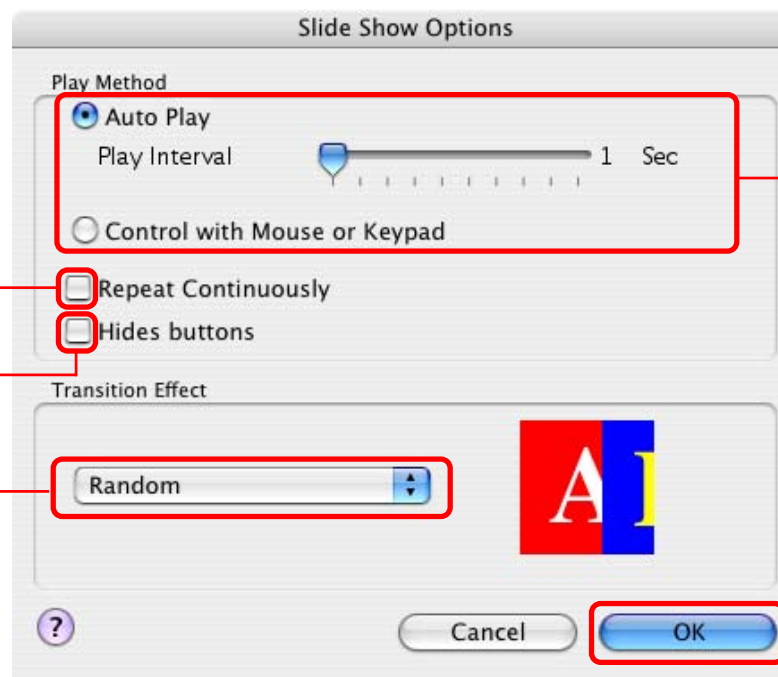 Slide Show Options
Play Method
Auto Play
Play Interval 1 Sec
Control with Mouse or Keypad
Repeat Continuously
Hides buttons
Transition Effect
Random
A
? Cancel OK